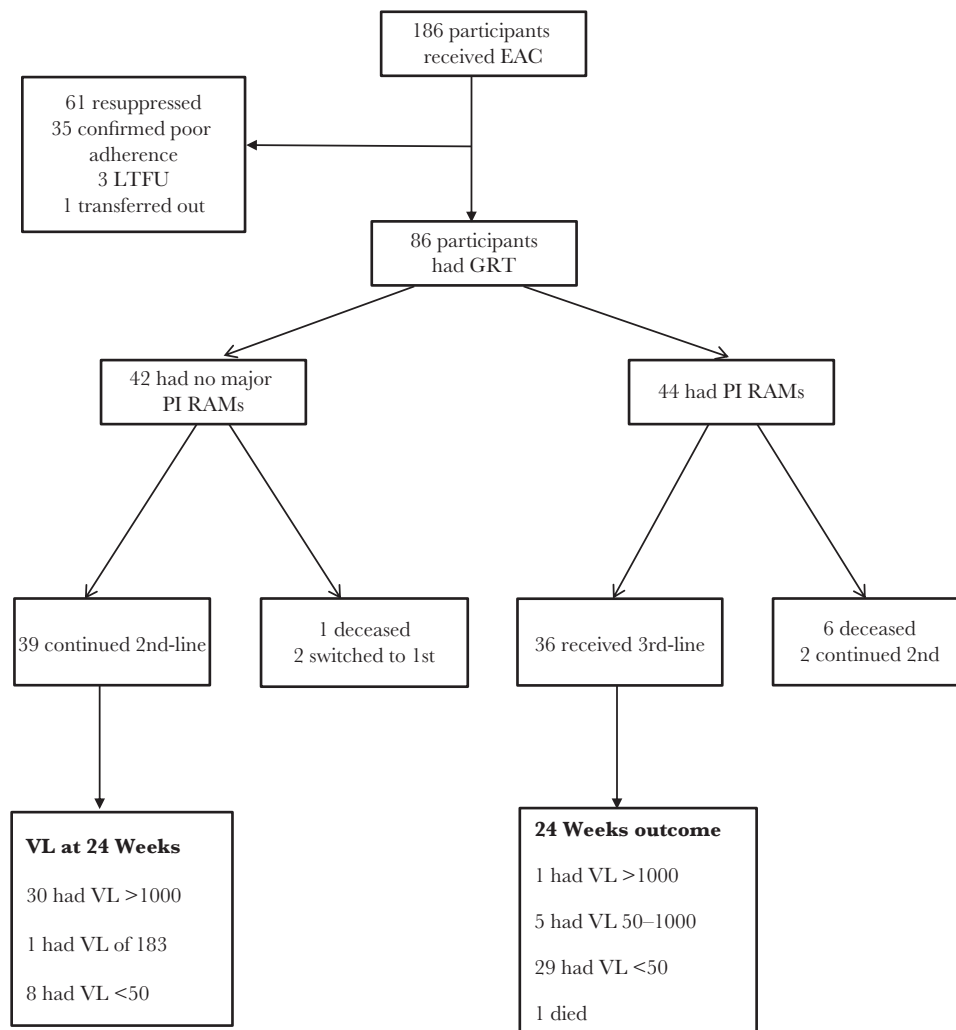 186 participants
received EAC
61 resuppressed
35 confirmed poor
adherence
3 LTFU
1 transferred out
86 participants
had GRT
42 had no major
PI RAMs
44 had PI RAMs
39 continued 2nd-line
1 deceased
2 switched to 1st
36 received 3rd-line
6 deceased
2 continued 2nd
VL at 24 Weeks
30 had VL >1000
1 had VL of 183
8 had VL <50
24 Weeks outcome
1 had VL >1000
5 had VL 50–1000
29 had VL <50
1 died